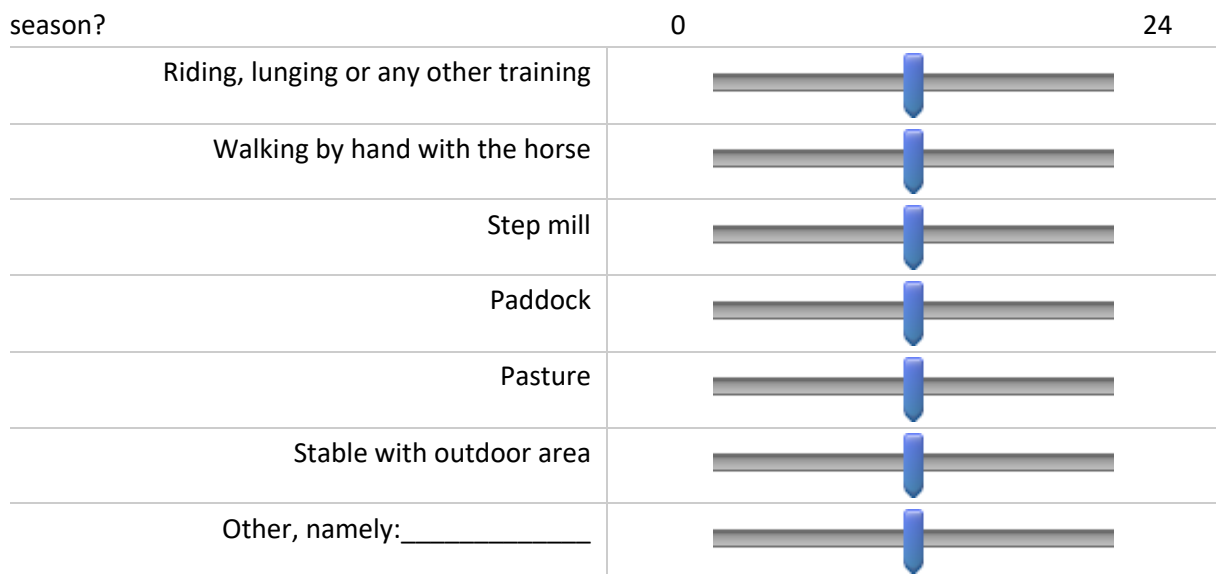 season? 0 24
Riding, lunging or any other training
Walking by hand with the horse
Step mill
Paddock
Pasture
Stable with outdoor area
Other, namely:_____________